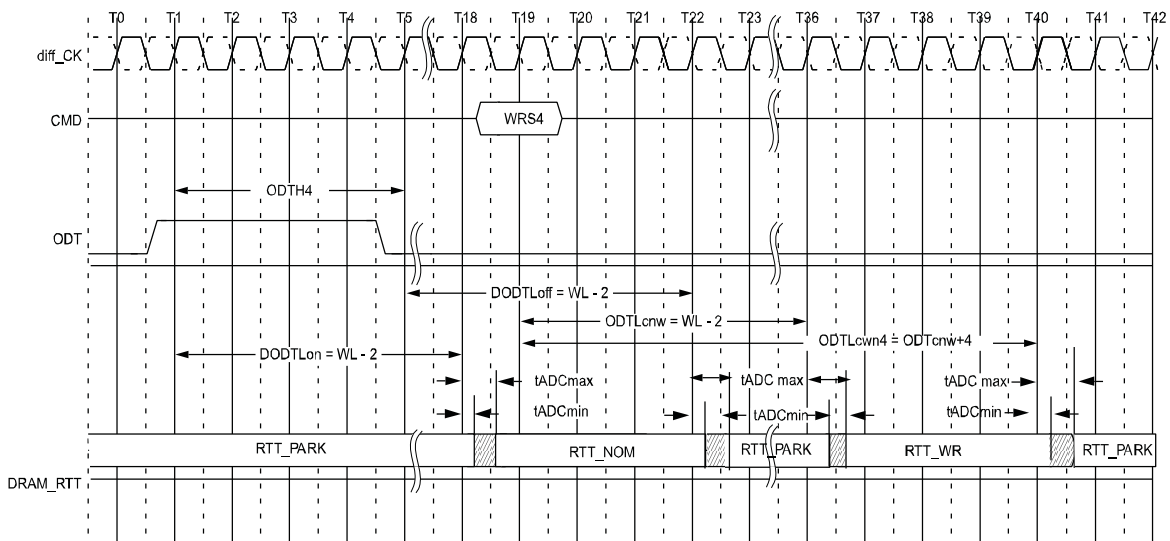 T0 T1 T2 T3 T4 T5 T18 T19 T20 T21 T22 T23 T36 T37 T38 T39 T40 T41 T42
diff_CK
CMD
WRS4
ODTH4
ODT
DODTLoff = WL - 2
ODTLcnw = WL - 2
ODTLcwn4 = ODTcnw+4
DODTLon = WL - 2
tADCmax tADC max tADC max
tADCmin tADCmin tADCmin
RTT_PARK RTT_NOM RTT_PARK RTT_WR RTT_PARK
DRAM_RTT